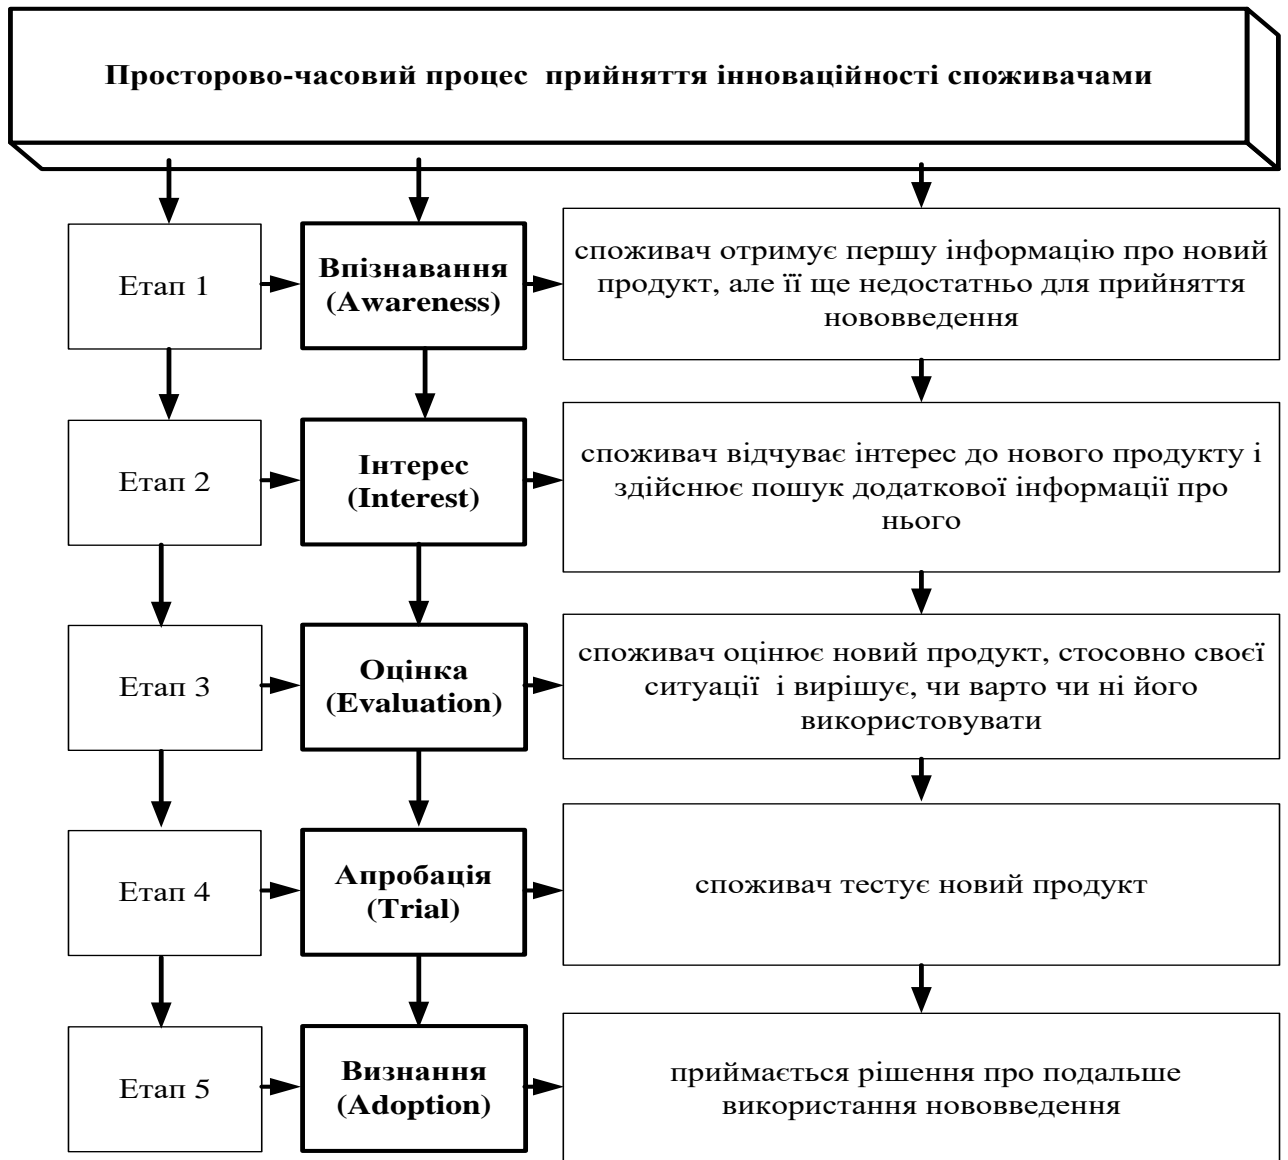 Просторово-часовий процес прийняття інноваційності споживачами
Етап 1
Впізнавання
(Awareness)
споживач отримує першу інформацію про новий
продукт, але її ще недостатньо для прийняття
нововведення
Етап 2
Інтерес
(Interest)
споживач відчуває інтерес до нового продукту і
здійснює пошук додаткової інформації про
нього
Етап 3
Оцінка
(Evaluation)
споживач оцінює новий продукт, стосовно своєї
ситуації і вирішує, чи варто чи ні його
використовувати
Етап 4
Апробація
(Trial)
споживач тестує новий продукт
Етап 5
Визнання
(Adoption)
приймається рішення про подальше
використання нововведення